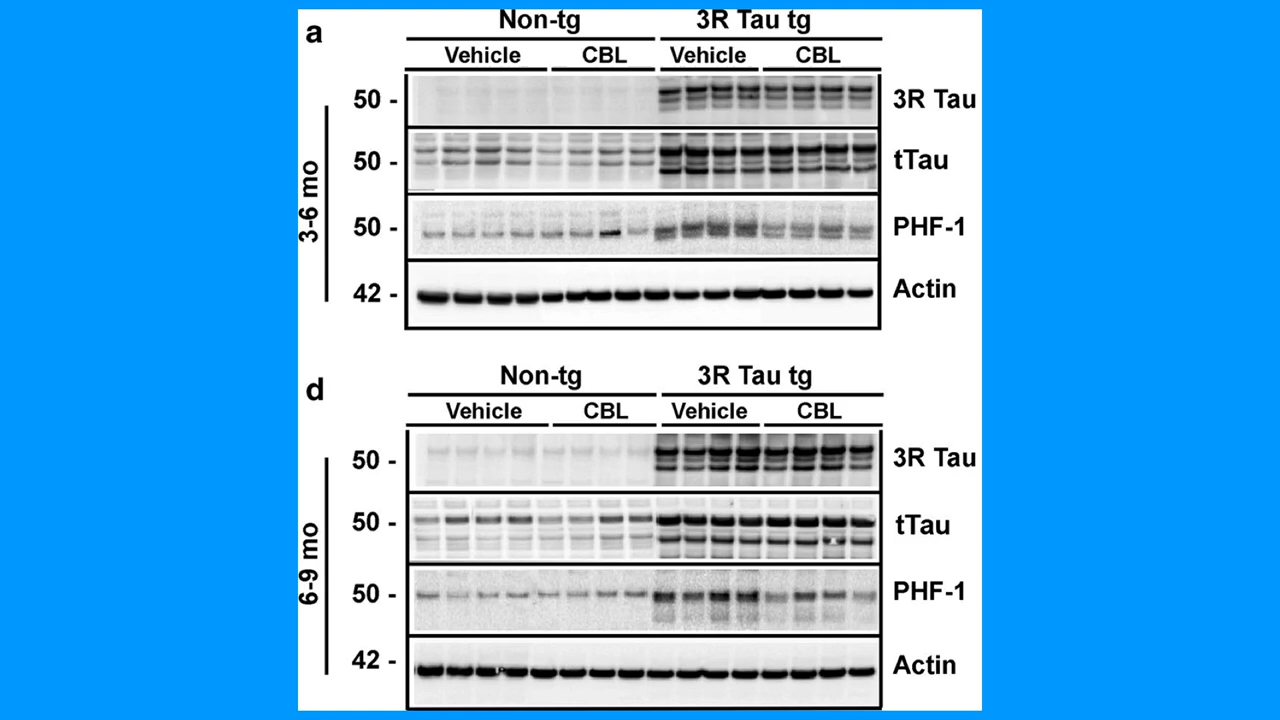 a
Non-tg 3R Tau tg
Vehicle CBL Vehicle CBL
50 - 3R Tau
50 - tTau
50 - PHF-1
42 - Actin
3-6 mo
d
Non-tg 3R Tau tg
Vehicle CBL Vehicle CBL
50 - 3R Tau
50 - tTau
50 - PHF-1
42 - Actin
6-9 mo